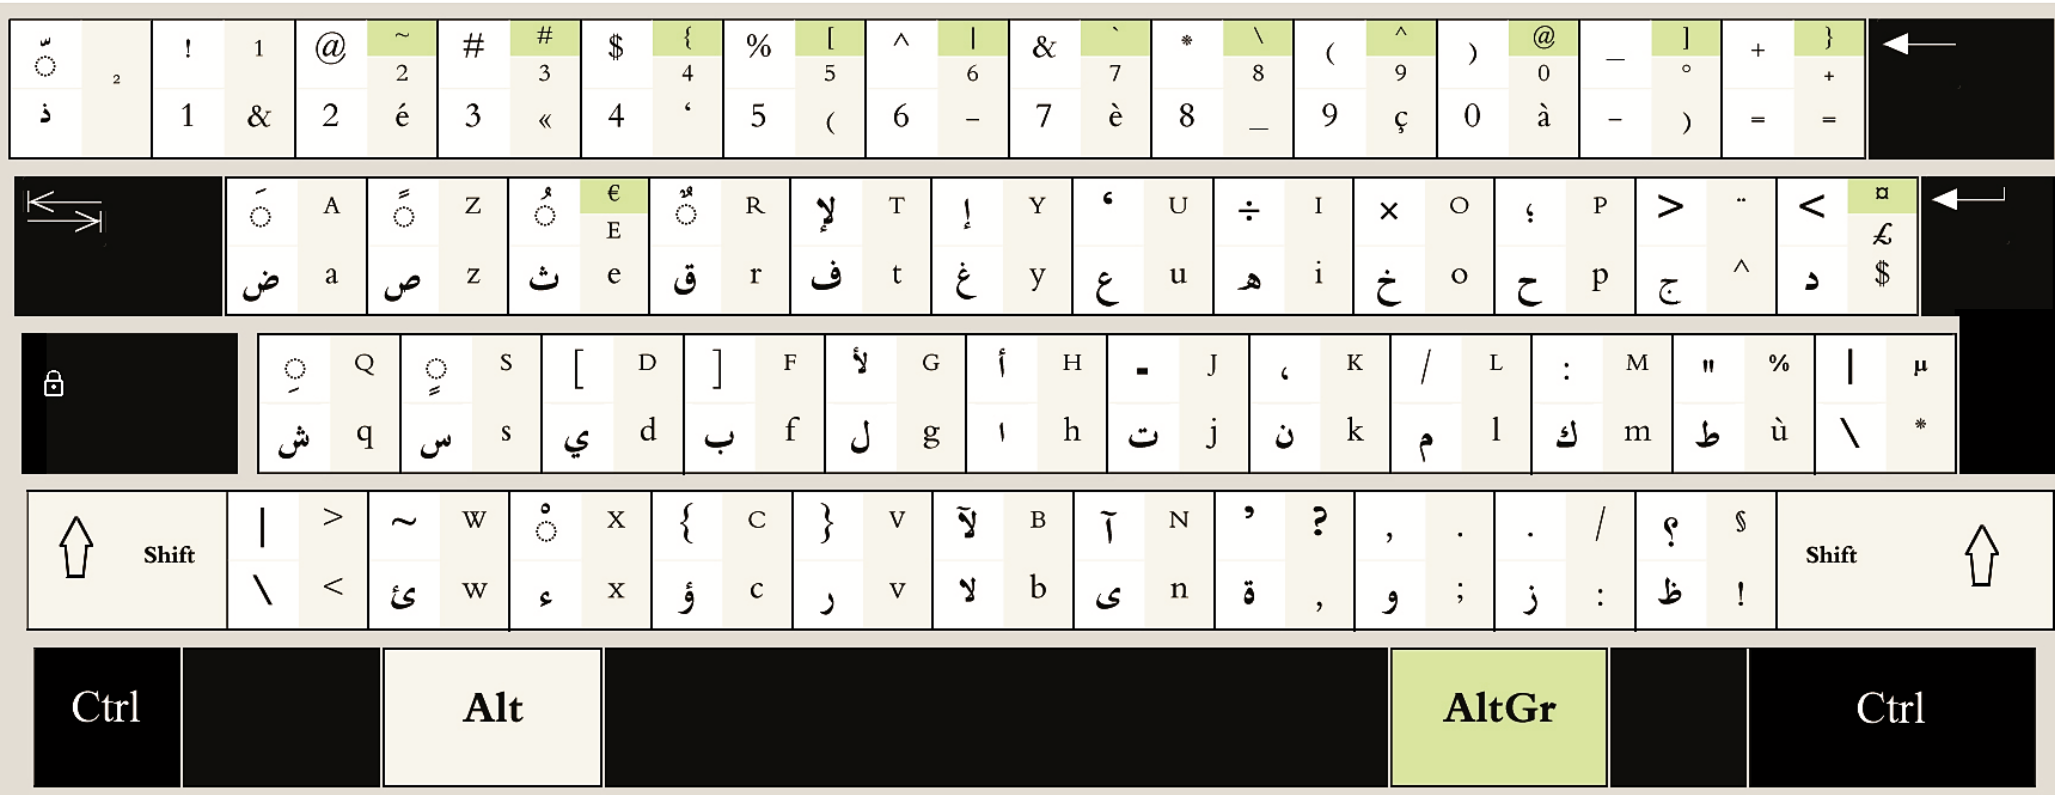 ّ ² ! 1 @ ~ # # $ { % [ ^ | & ` * \ ( ^ ) @ _ ] + }
2 3 4 5 6 7 8 9 0 ° +
ذ 1 & 2 é 3 « 4 ‘ 5 ( 6 – 7 è 8 _ 9 ç 0 à – ) = =
َ A ً Z ُ € E ٌ R لإ T إ Y ‘ U ÷ I × O ؛ P > ¨ < ¤ £
ض a ص z ث e ق r ف t غ y ع u ه i خ o ح p ج ^ د $
ِ Q ٍ S [ D ] F لأ G أ H - J ، K / L : M " % | µ
ش q س s ي d ب f ل g ا h ت j ن k م l ك m ط ù \ *
Shift | > ~ W ْ X { C } V لآ B آ N ’ ? , . . / ؟ § Shift
\ < ئ w ء x ؤ c ر v لا b ى n ة , و ; ز : ظ !
Ctrl Alt AltGr Ctrl